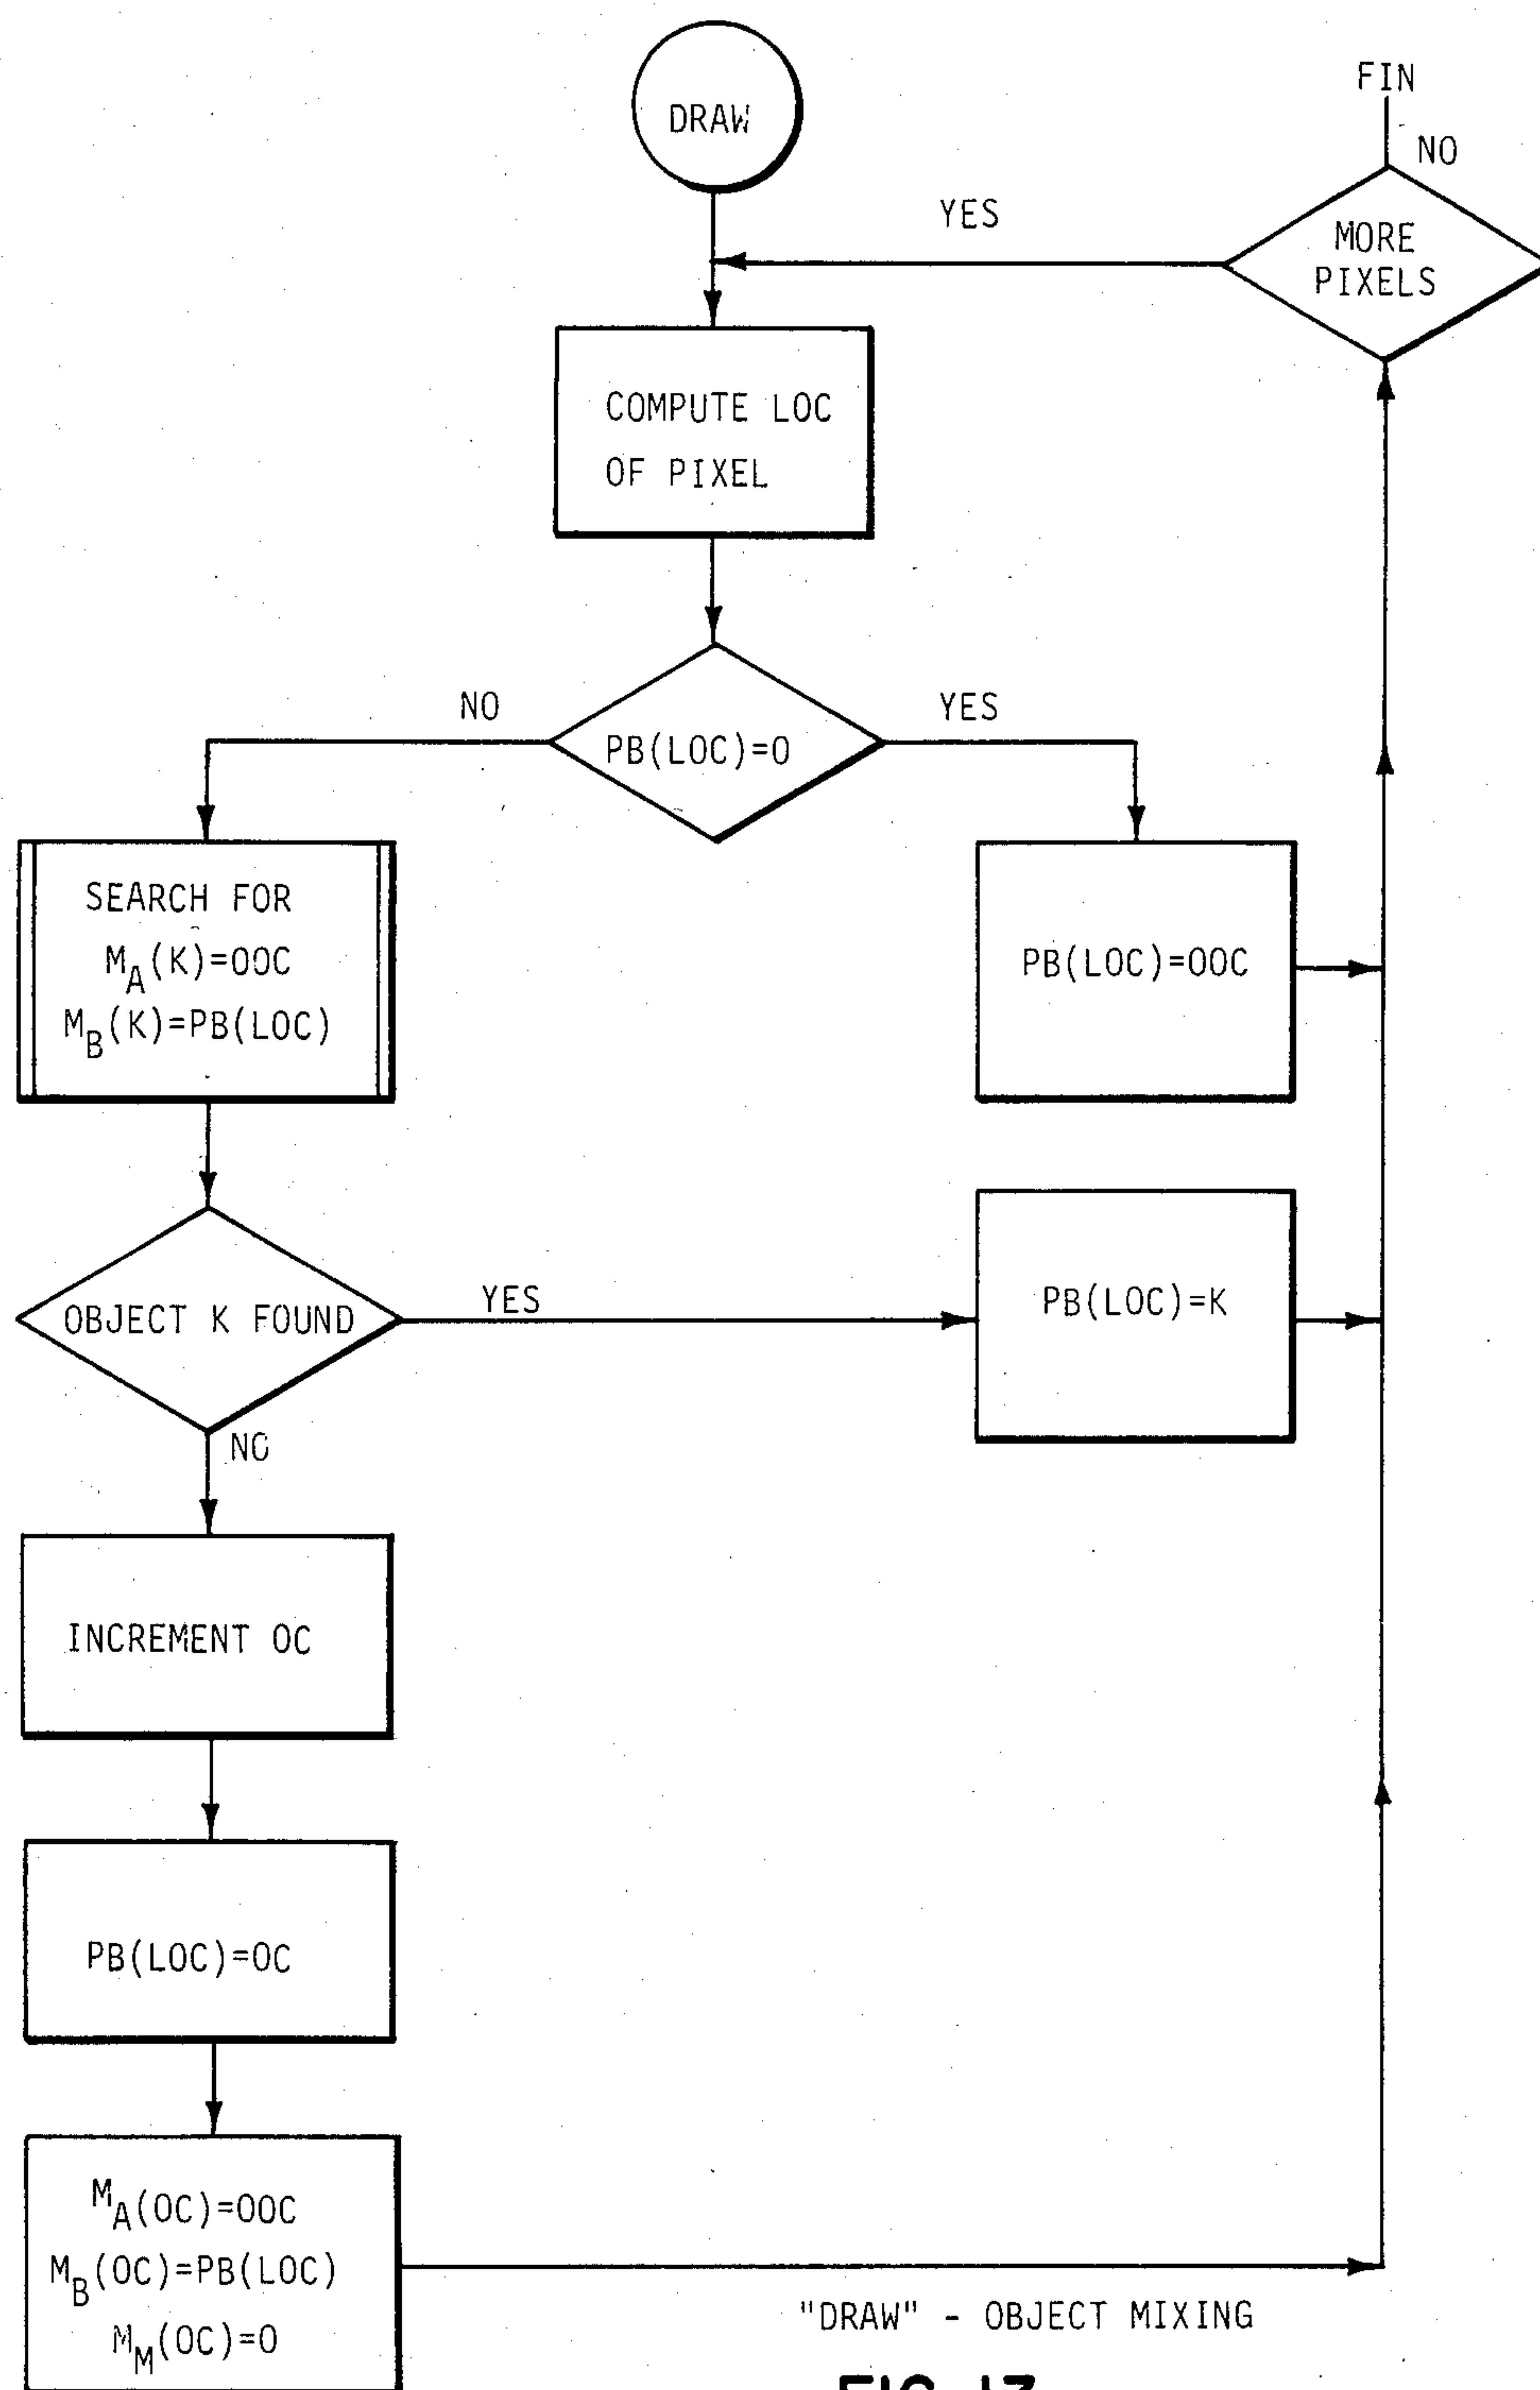 DRAW
FIN
NO
YES
MORE
PIXELS
COMPUTE LOC
OF PIXEL
NO
YES
PB(LOC)=0
SEARCH FOR
MA(K)=OOC
MB(K)=PB(LOC)
PB(LOC)=OOC
OBJECT K FOUND
YES
PB(LOC)=K
NO
INCREMENT OC
PB(LOC)=OC
MA(OC)=OOC
MB(OC)=PB(LOC)
MM(OC)=0
"DRAW" - OBJECT MIXING